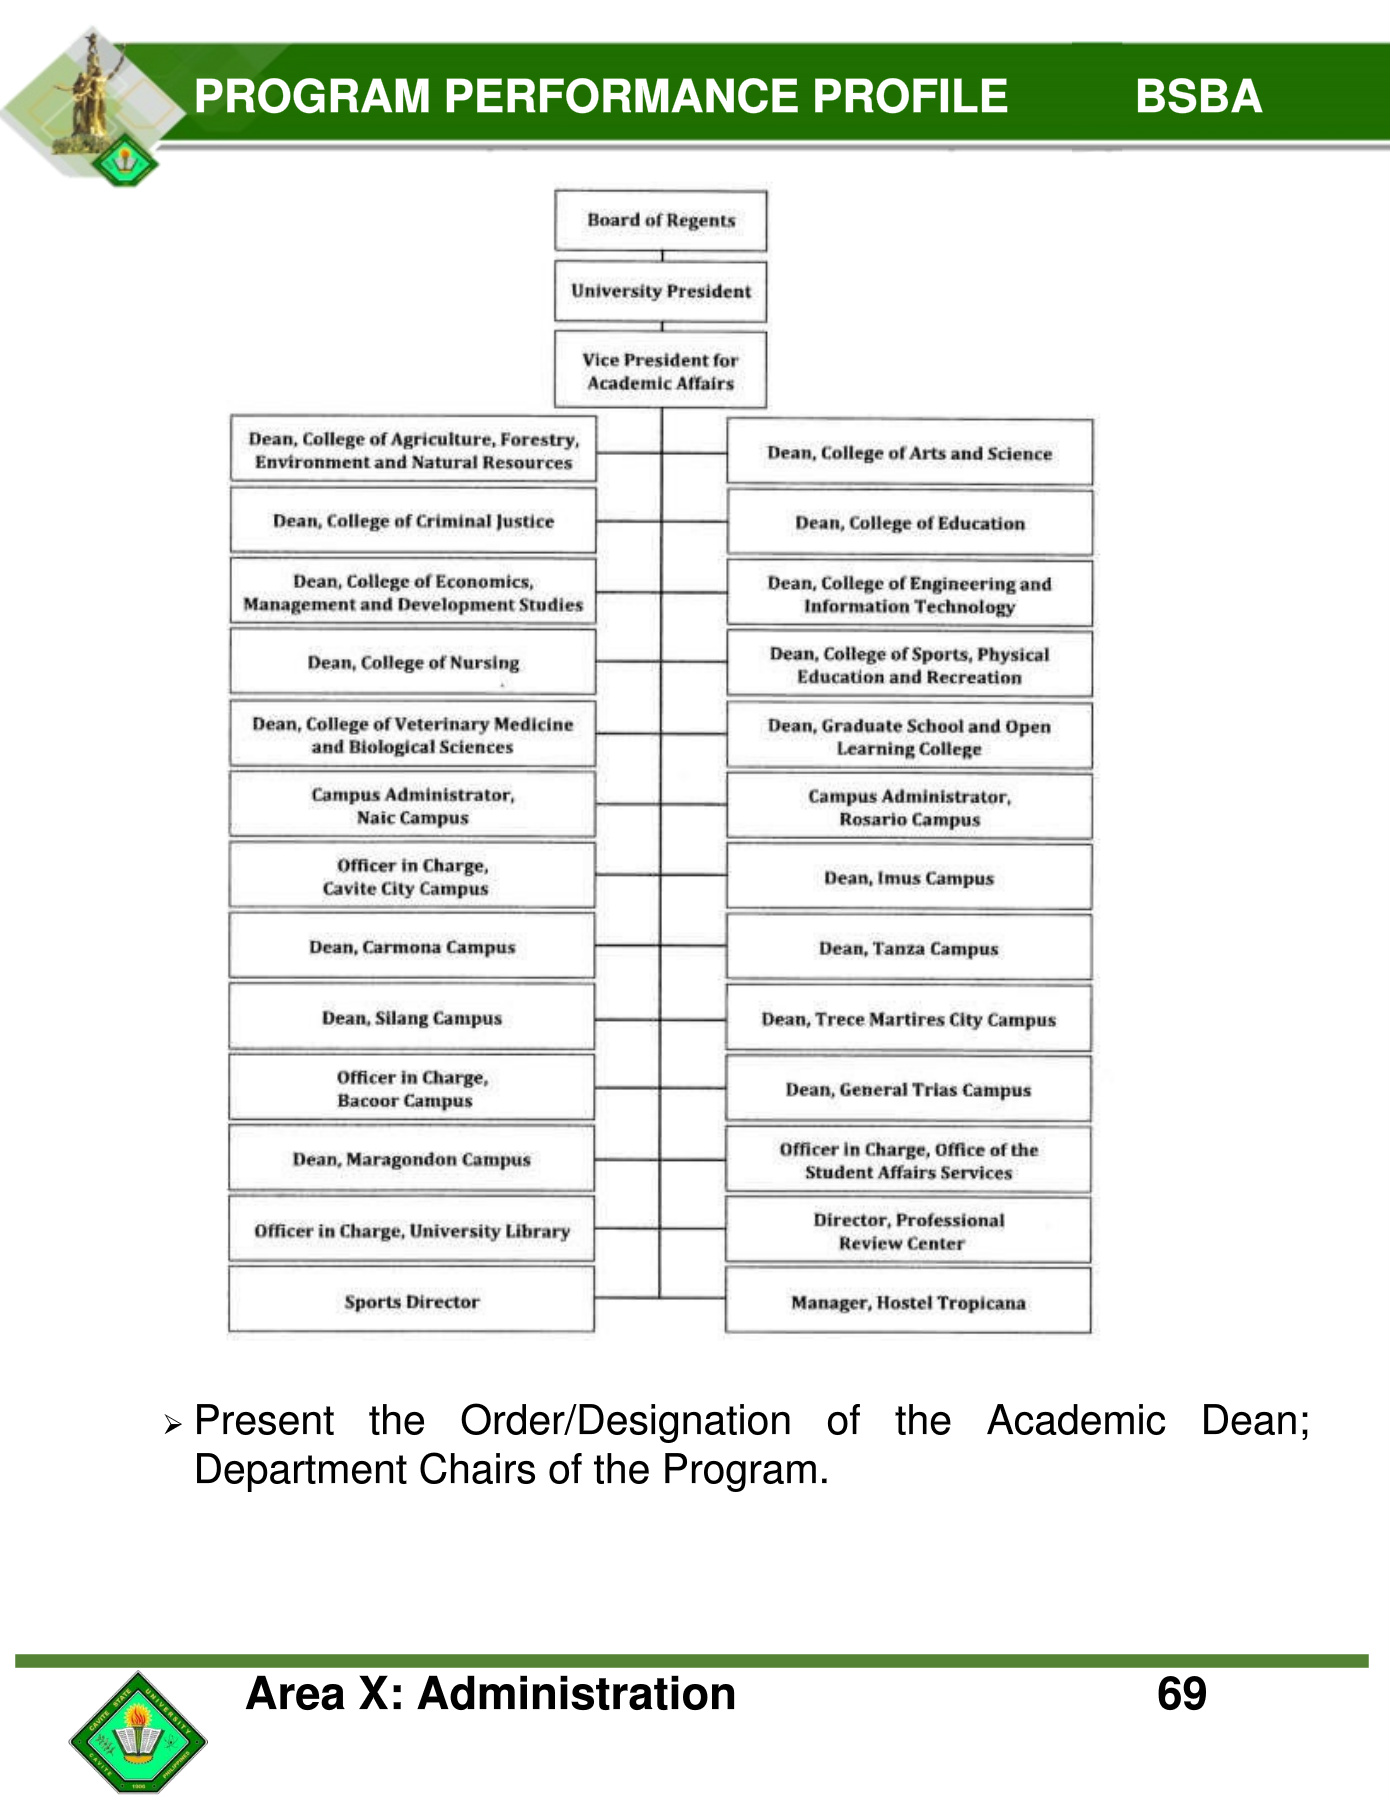 PROGRAM PERFORMANCE PROFILE BSBA
Board of Regents
University President
Vice President for
Academic Affairs
Dean, College of Agriculture, Forestry,
Environment and Natural Resources
Dean, College of Arts and Science
Dean, College of Criminal Justice
Dean, College of Education
Dean, College of Economics,
Management and Development Studies
Dean, College of Engineering and
Information Technology
Dean, College of Nursing
Dean, College of Sports, Physical
Education and Recreation
Dean, College of Veterinary Medicine
and Biological Sciences
Dean, Graduate School and Open
Learning College
Campus Administrator,
Naic Campus
Campus Administrator,
Rosario Campus
Officer in Charge,
Cavite City Campus
Dean, Imus Campus
Dean, Carmona Campus
Dean, Tanza Campus
Dean, Silang Campus
Dean, Trece Martires City Campus
Officer in Charge,
Bacoor Campus
Dean, General Trias Campus
Dean, Maragondon Campus
Officer in Charge, Office of the
Student Affairs Services
Officer in Charge, University Library
Director, Professional
Review Center
Sports Director
Manager, Hostel Tropicana
➢ Present the Order/Designation of the Academic Dean;
Department Chairs of the Program.
Area X: Administration 69
CAVITE STATE UNIVERSITY
CAVITE 1906 PHILIPPINES